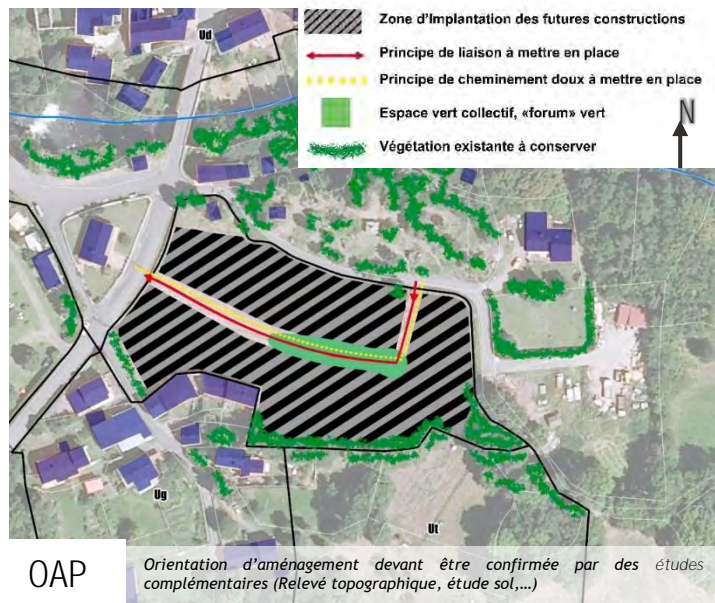 Zone d'Implantation des futures constructions
Principe de liaison à mettre en place
Principe de cheminement doux à mettre en place
Espace vert collectif, «forum» vert
Végétation existante à conserver
N
Ud
Ug
Ut
OAP
Orientation d'aménagement devant être confirmée par des études
complémentaires (Relevé topographique, étude sol,…)